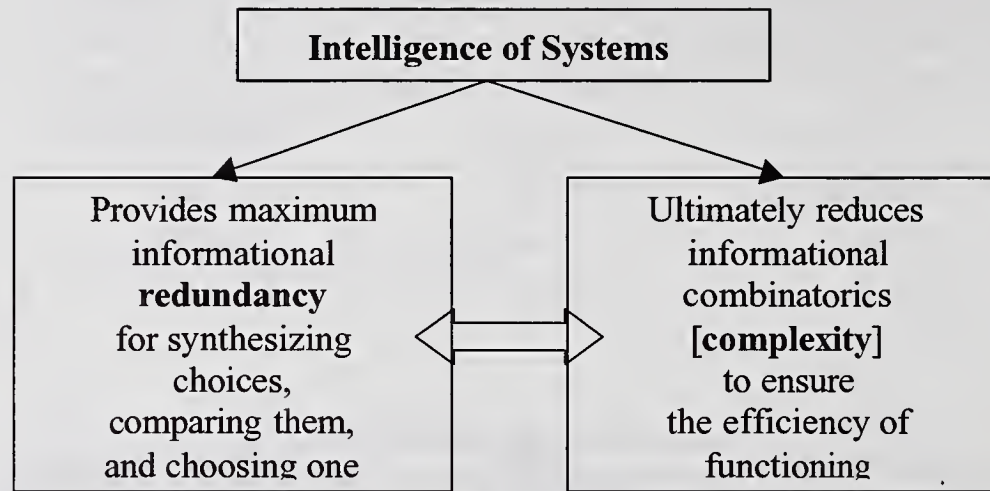 Intelligence of Systems
Provides maximum
informational
redundancy
for synthesizing
choices,
comparing them,
and choosing one
Ultimately reduces
informational
combinatorics
[complexity]
to ensure
the efficiency of
functioning